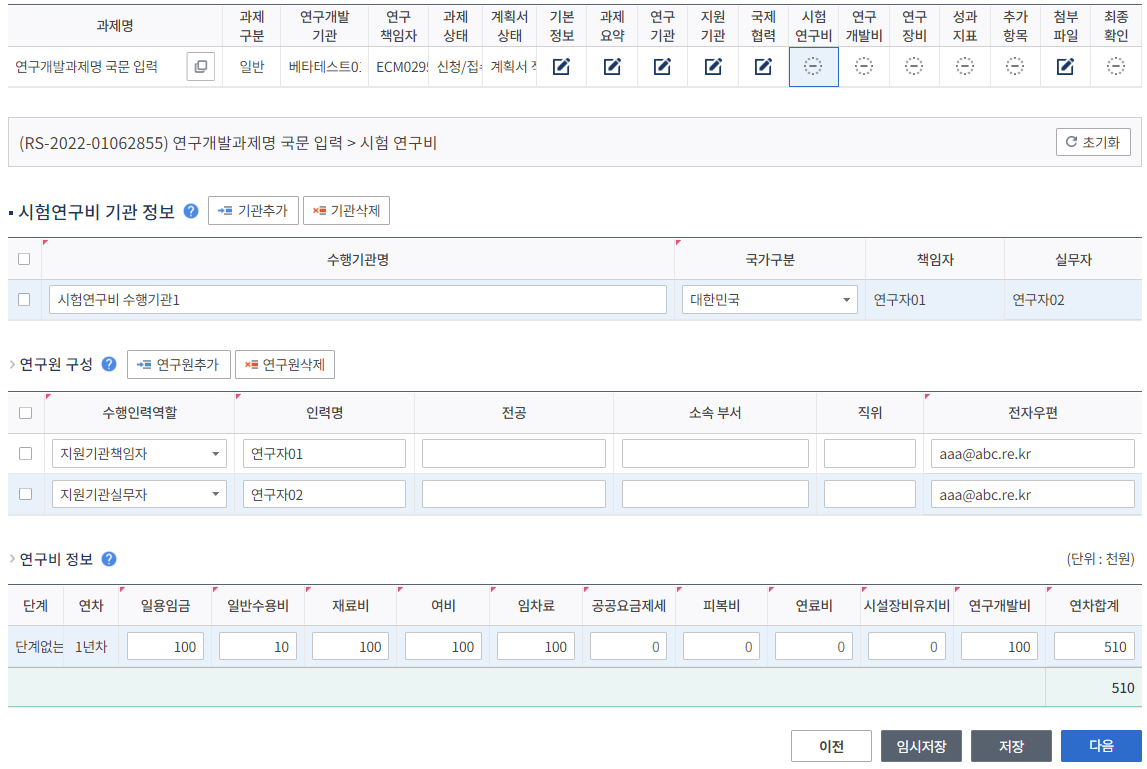 과제명 과제 구분 연구개발 기관 연구 책임자 과제 상태 계획서 상태 기본 정보 과제 요약 연구 기관 지원 기관 국제 협력 시험 연구비 연구 개발비 연구 장비 성과 지표 추가 항목 첨부 파일 최종 확인
연구개발과제명 국문 입력 일반 베타테스트01 ECM0295 신청/접수 계획서
(RS-2022-01062855) 연구개발과제명 국문 입력 > 시험 연구비 초기화
시험연구비 기관 정보 ? 기관추가 기관삭제
수행기관명 국가구분 책임자 실무자
시험연구비 수행기관1 대한민국 연구자01 연구자02
> 연구원 구성 ? 연구원추가 연구원삭제
수행인력역할 인력명 전공 소속 부서 직위 전자우편
지원기관책임자 연구자01 aaa@abc.re.kr
지원기관실무자 연구자02 aaa@abc.re.kr
> 연구비 정보 ? (단위 : 천원)
단계 연차 일용임금 일반수용비 재료비 여비 임차료 공공요금제세 피복비 연료비 시설장비유지비 연구개발비 연차합계
단계없는 1년차 100 10 100 100 100 0 0 0 0 100 510
510
이전 임시저장 저장 다음